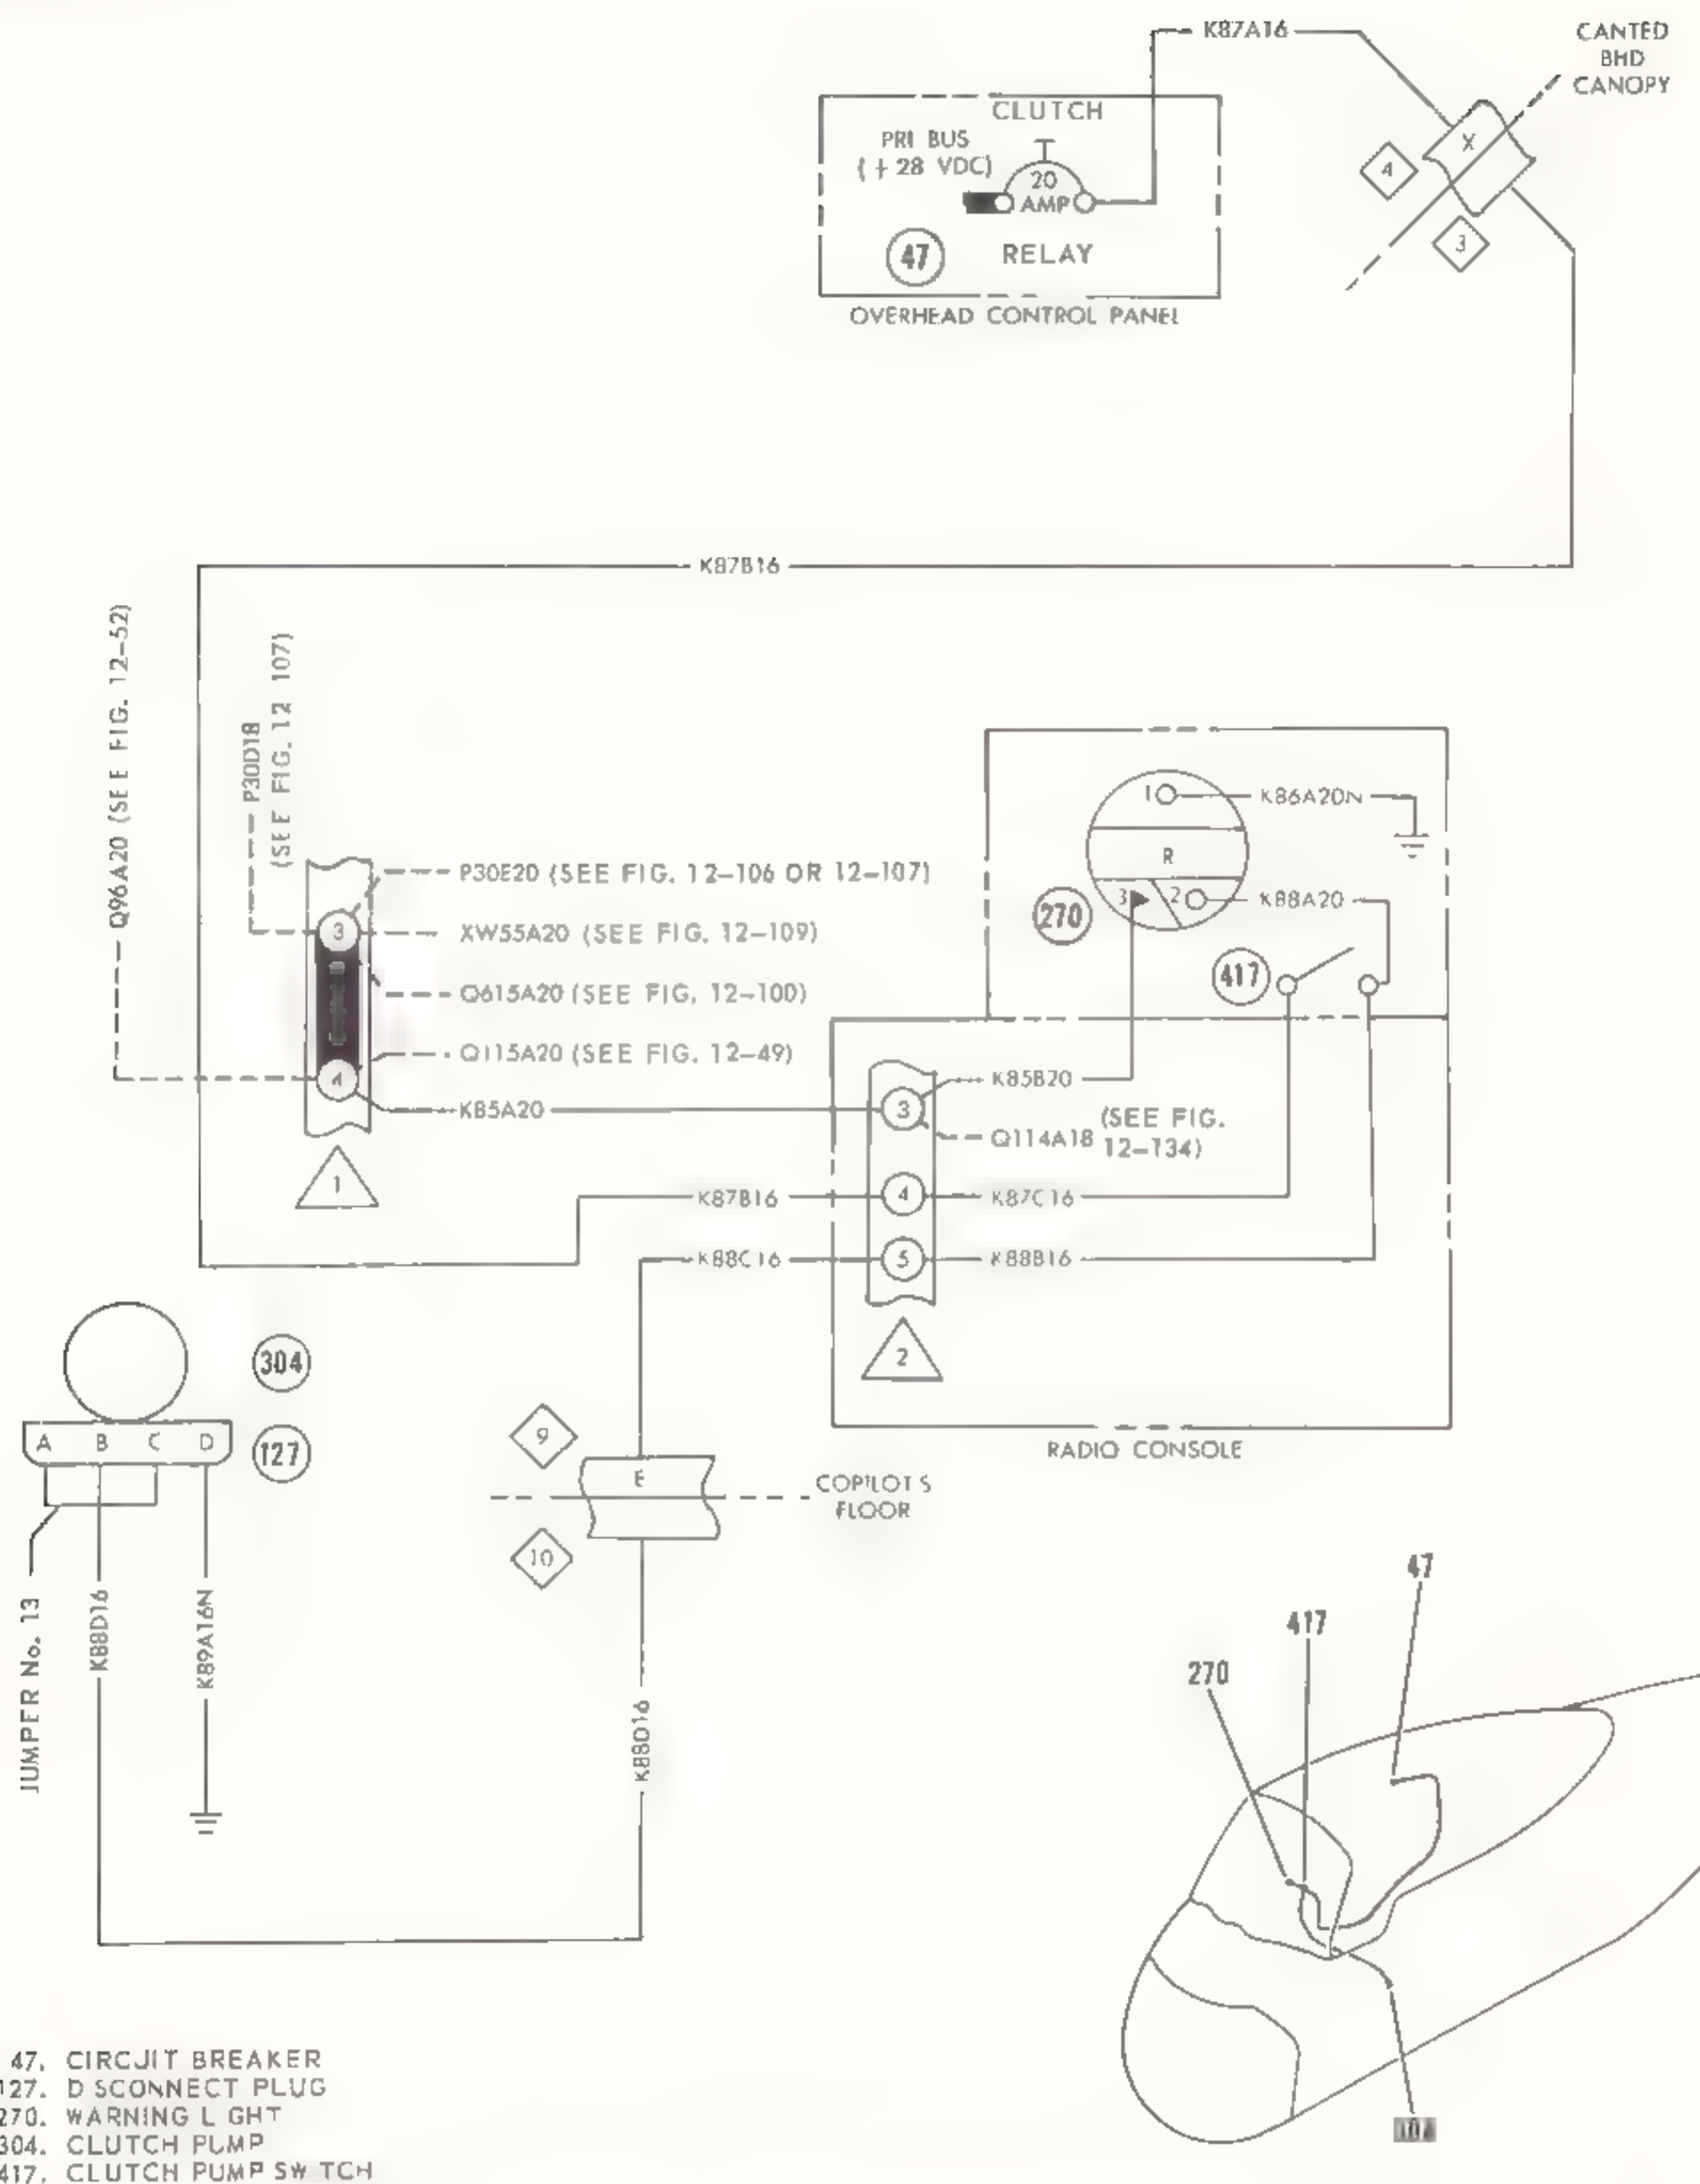 K87A16
CANTED
BHD
CANOPY
CLUTCH
PRI BUS
(+28 VDC)
20
AMP
47
RELAY
OVERHEAD CONTROL PANEL
X
4
3
K87B16
Q96A20 (SEE FIG. 12-52)
P30D18
(SEE FIG. 12 107)
P30E20 (SEE FIG. 12-106 OR 12-107)
3
XW55A20 (SEE FIG. 12-109)
Q615A20 (SEE FIG. 12-100)
Q115A20 (SEE FIG. 12-49)
4
K85A20
1
1
K86A20N
R
3
2
K88A20
270
417
K85B20
3
Q114A18 (SEE FIG.
12-134)
K87B16
4
K87C16
K88C16
5
K88B16
2
RADIO CONSOLE
304
A B C D
127
9
E
COPILOTS
FLOOR
10
JUMPER No. 13
K88D16
K89A16N
K88D16
47
417
270
47. CIRCUIT BREAKER
127. D SCONNECT PLUG
270. WARNING L GHT
304. CLUTCH PUMP
417. CLUTCH PUMP SW TCH